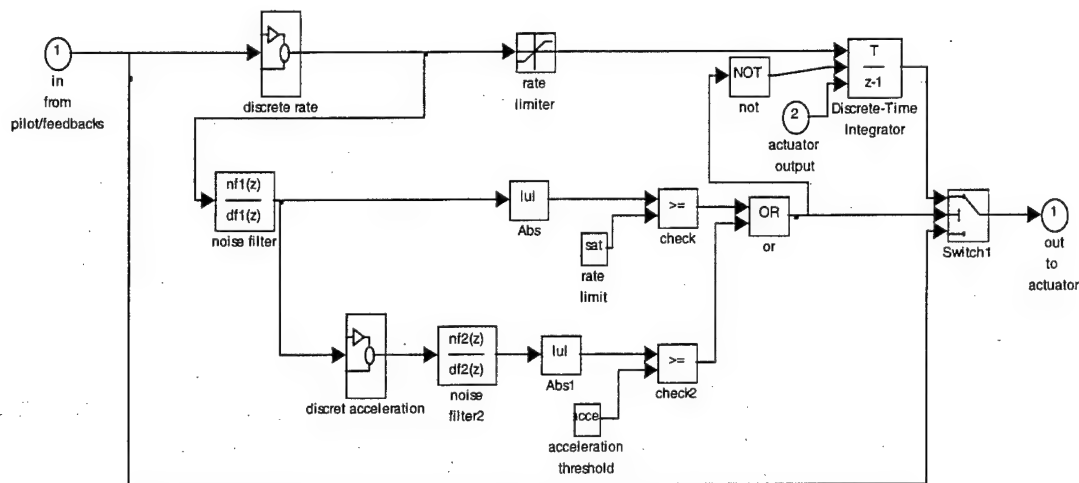 1
in
from
pilot/feedbacks
discrete rate
rate
limiter
NOT
not
T
z-1
Discrete-Time
Integrator
2
actuator
output
nf1(z)
df1(z)
noise filter
|u|
Abs
sat
rate
limit
>=
check
OR
or
Switch1
1
out
to
actuator
discret acceleration
nf2(z)
df2(z)
noise
filter2
|u|
Abs1
acce
acceleration
threshold
>=
check2